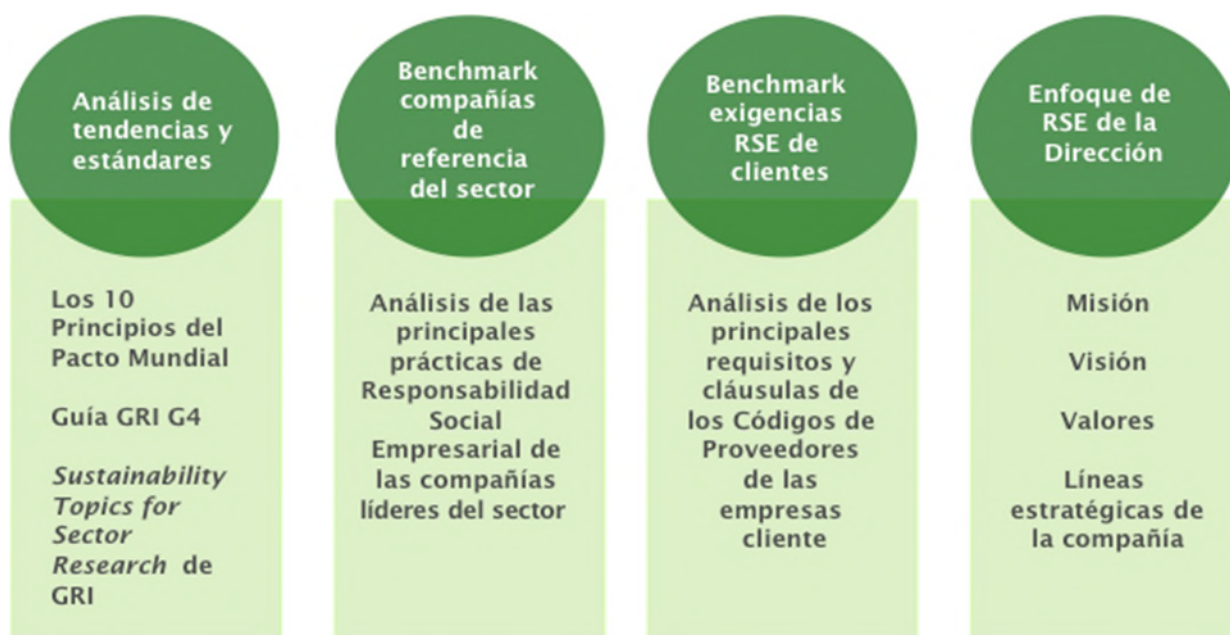 Análisis de
tendencias y
estándares
Los 10
Principios del
Pacto Mundial
Guía GRI G4
Sustainability
Topics for
Sector
Research de
GRI
Benchmark
compañías
de
referencia
del sector
Análisis de las
principales
prácticas de
Responsabilidad
Social
Empresarial de
las compañías
líderes del sector
Benchmark
exigencias
RSE de
clientes
Análisis de los
principales
requisitos y
cláusulas de
los Códigos de
Proveedores
de las
empresas
cliente
Enfoque de
RSE de la
Dirección
Misión
Visión
Valores
Líneas
estratégicas de
la compañía